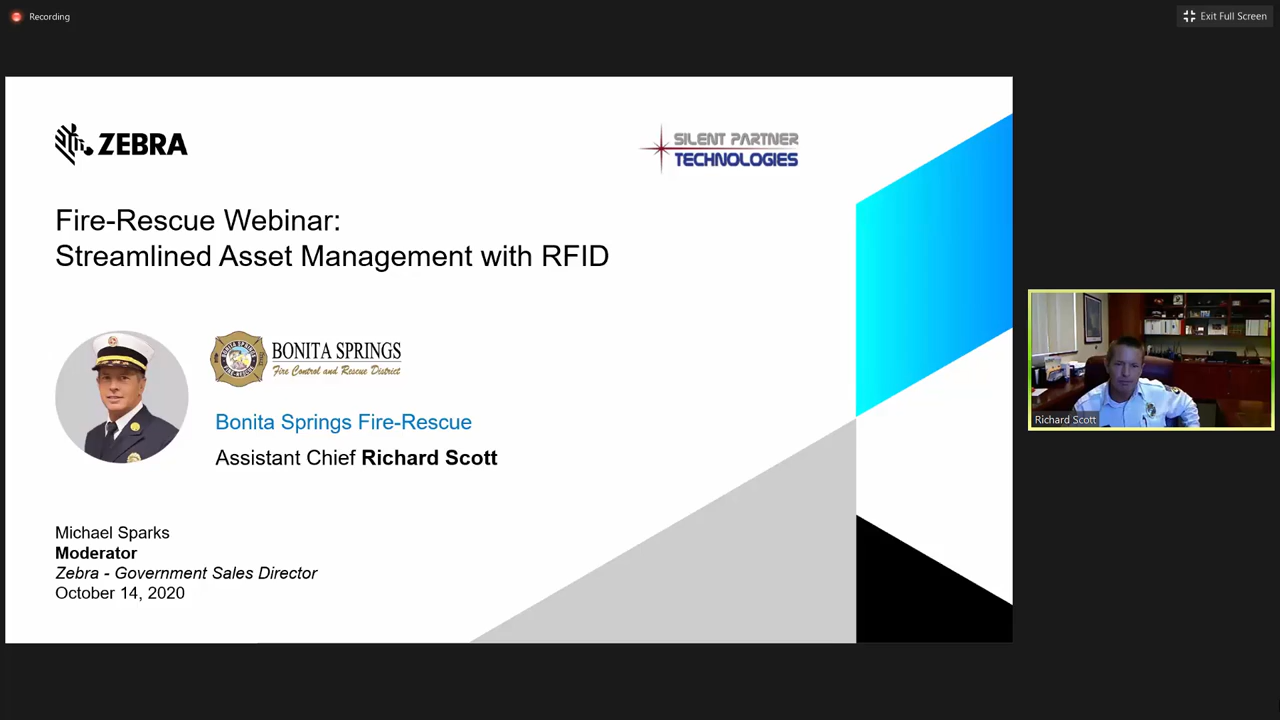 Recording
Exit Full Screen
ZEBRA
SILENT PARTNER
TECHNOLOGIES
Fire-Rescue Webinar:
Streamlined Asset Management with RFID
BONITA SPRINGS
Fire Control and Rescue District
Bonita Springs Fire-Rescue
Assistant Chief Richard Scott
Michael Sparks
Moderator
Zebra - Government Sales Director
October 14, 2020
Richard Scott